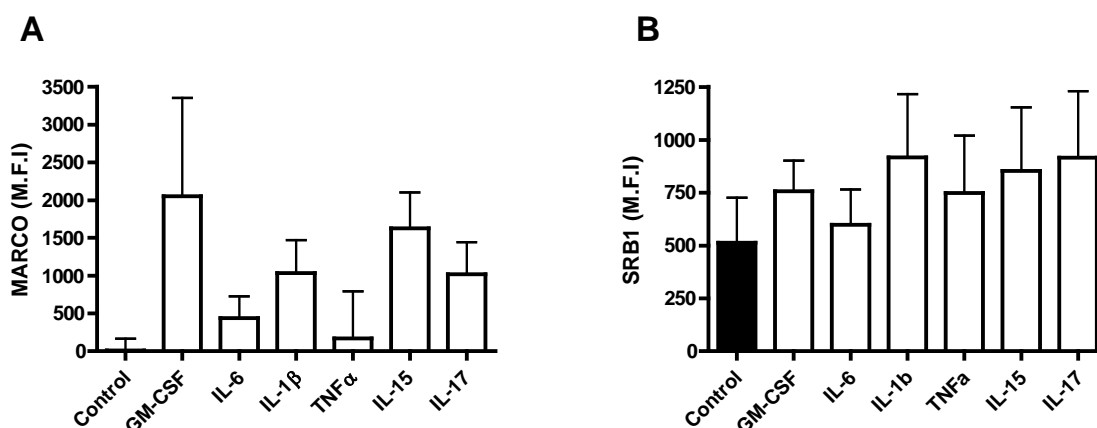 A
MARCO (M.F.I)
3500
3000
2500
2000
1500
1000
500
0
Control
GM-CSF
IL-6
IL-1β
TNFα
IL-15
IL-17
B
SRB1 (M.F.I)
1250
1000
750
500
250
0
Control
GM-CSF
IL-6
IL-1b
TNFa
IL-15
IL-17